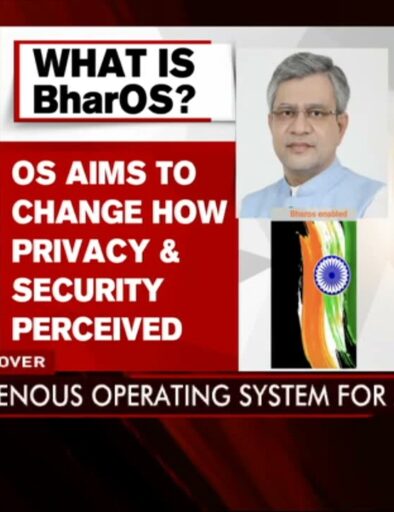 WHAT IS
BharOS?
Bharos enabled
OS AIMS TO
CHANGE HOW
PRIVACY &
SECURITY
PERCEIVED
OVER
ENOUS OPERATING SYSTEM FOR